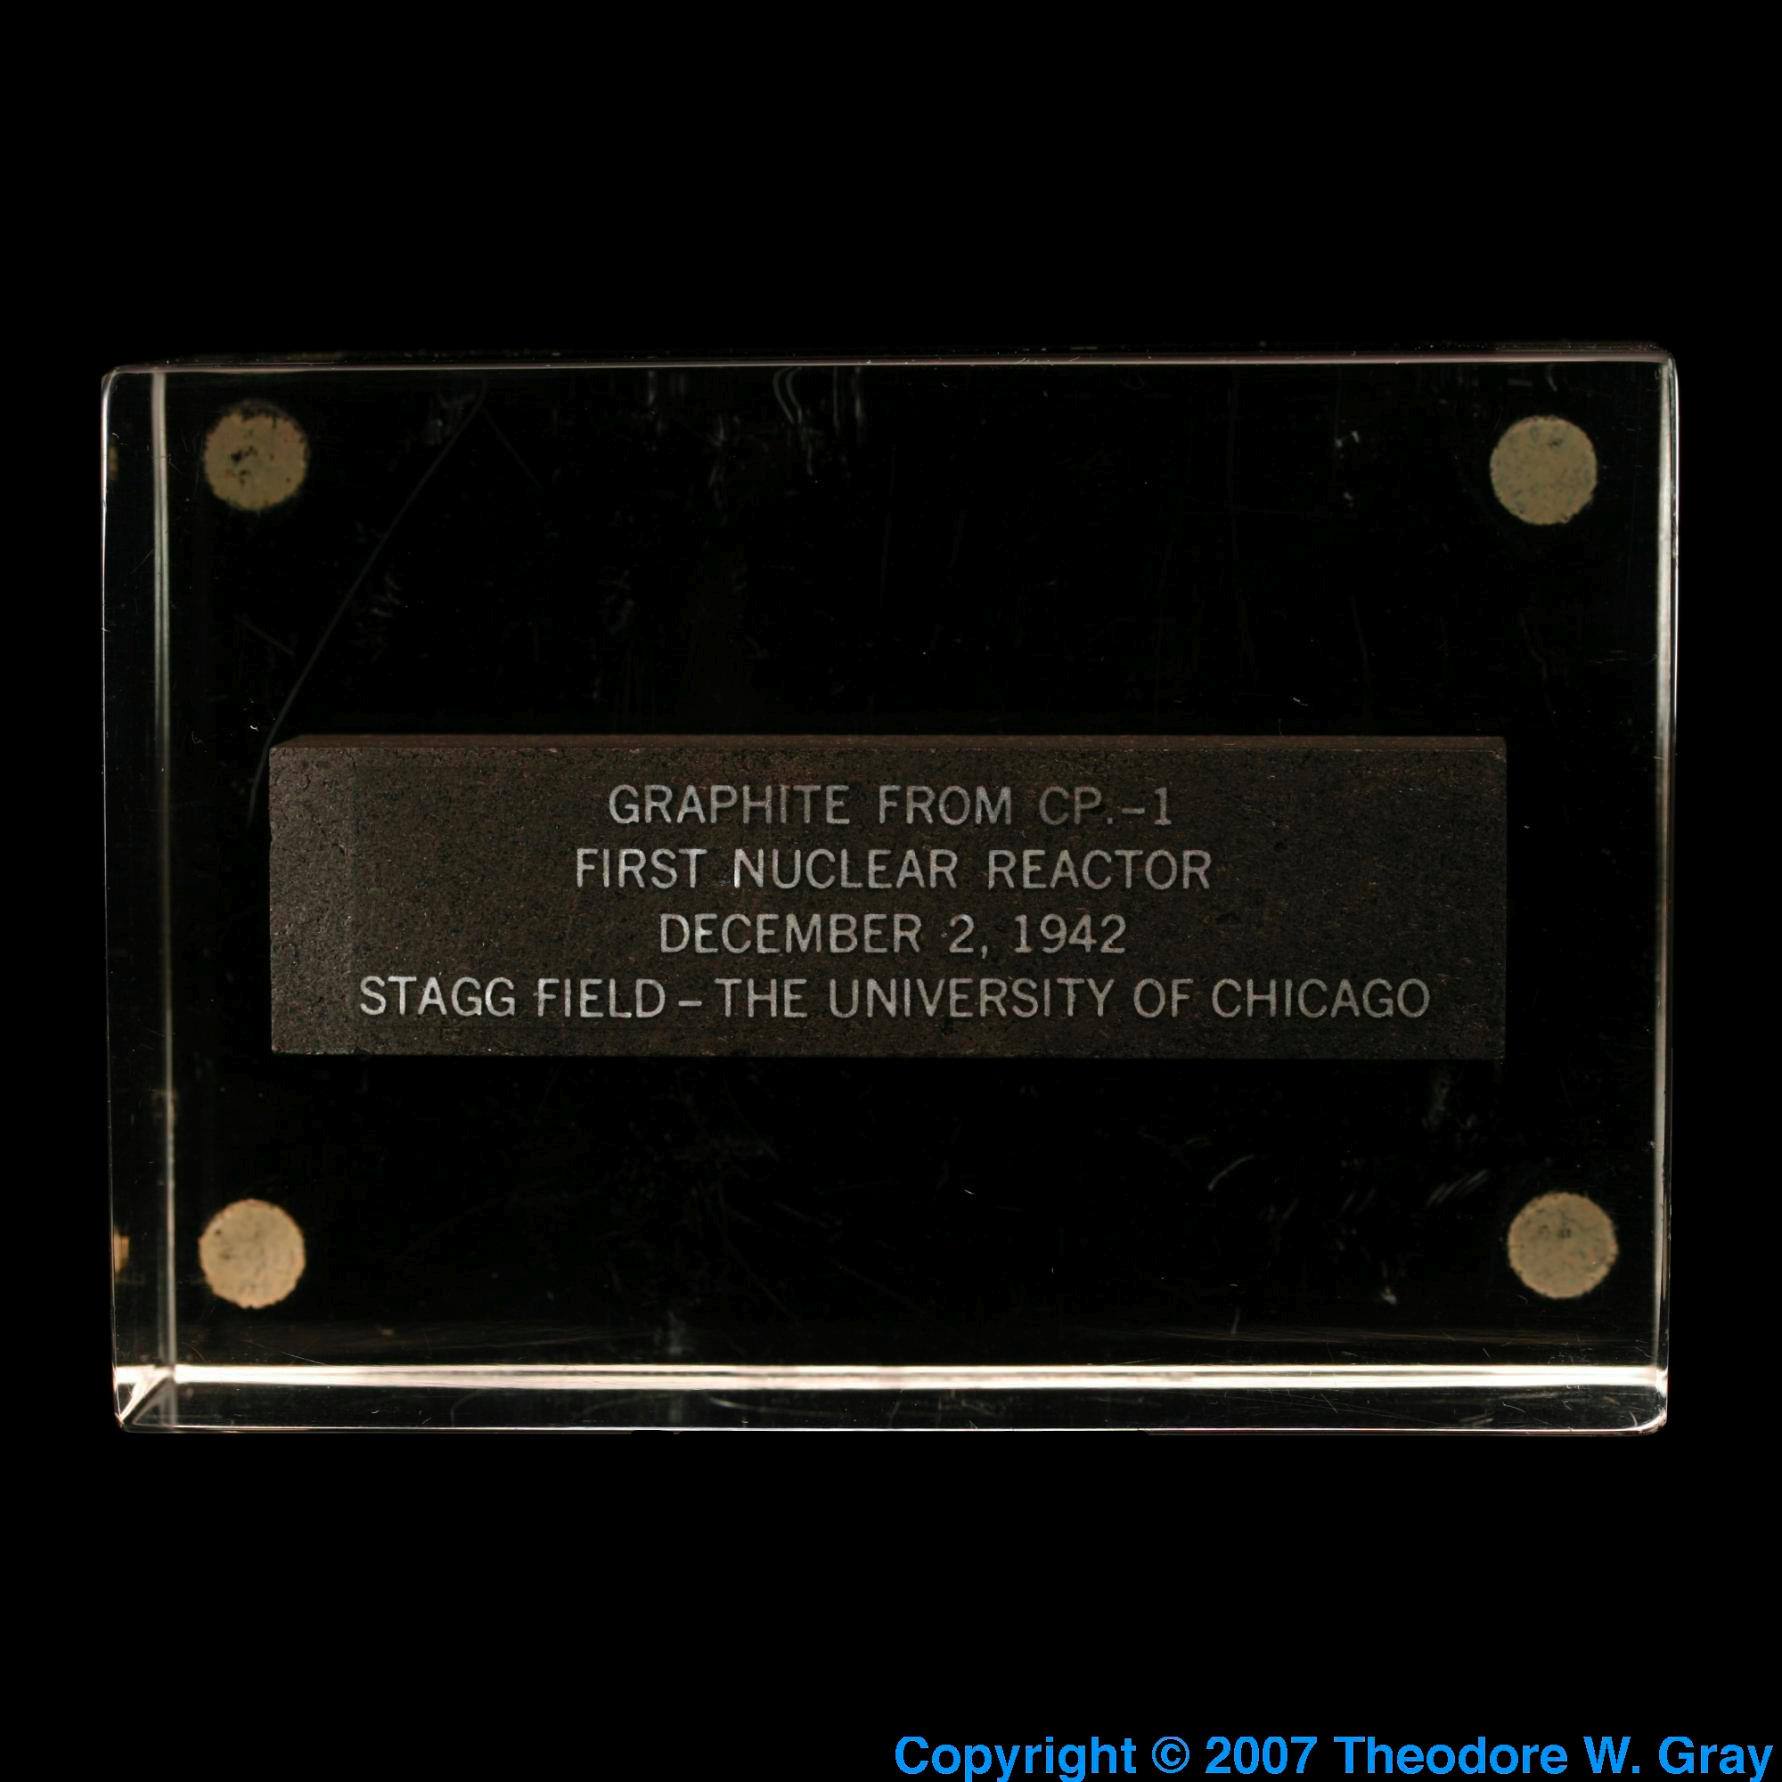 GRAPHITE FROM CP.-1
FIRST NUCLEAR REACTOR
DECEMBER 2, 1942
STAGG FIELD - THE UNIVERSITY OF CHICAGO
Copyright © 2007 Theodore W. Gray